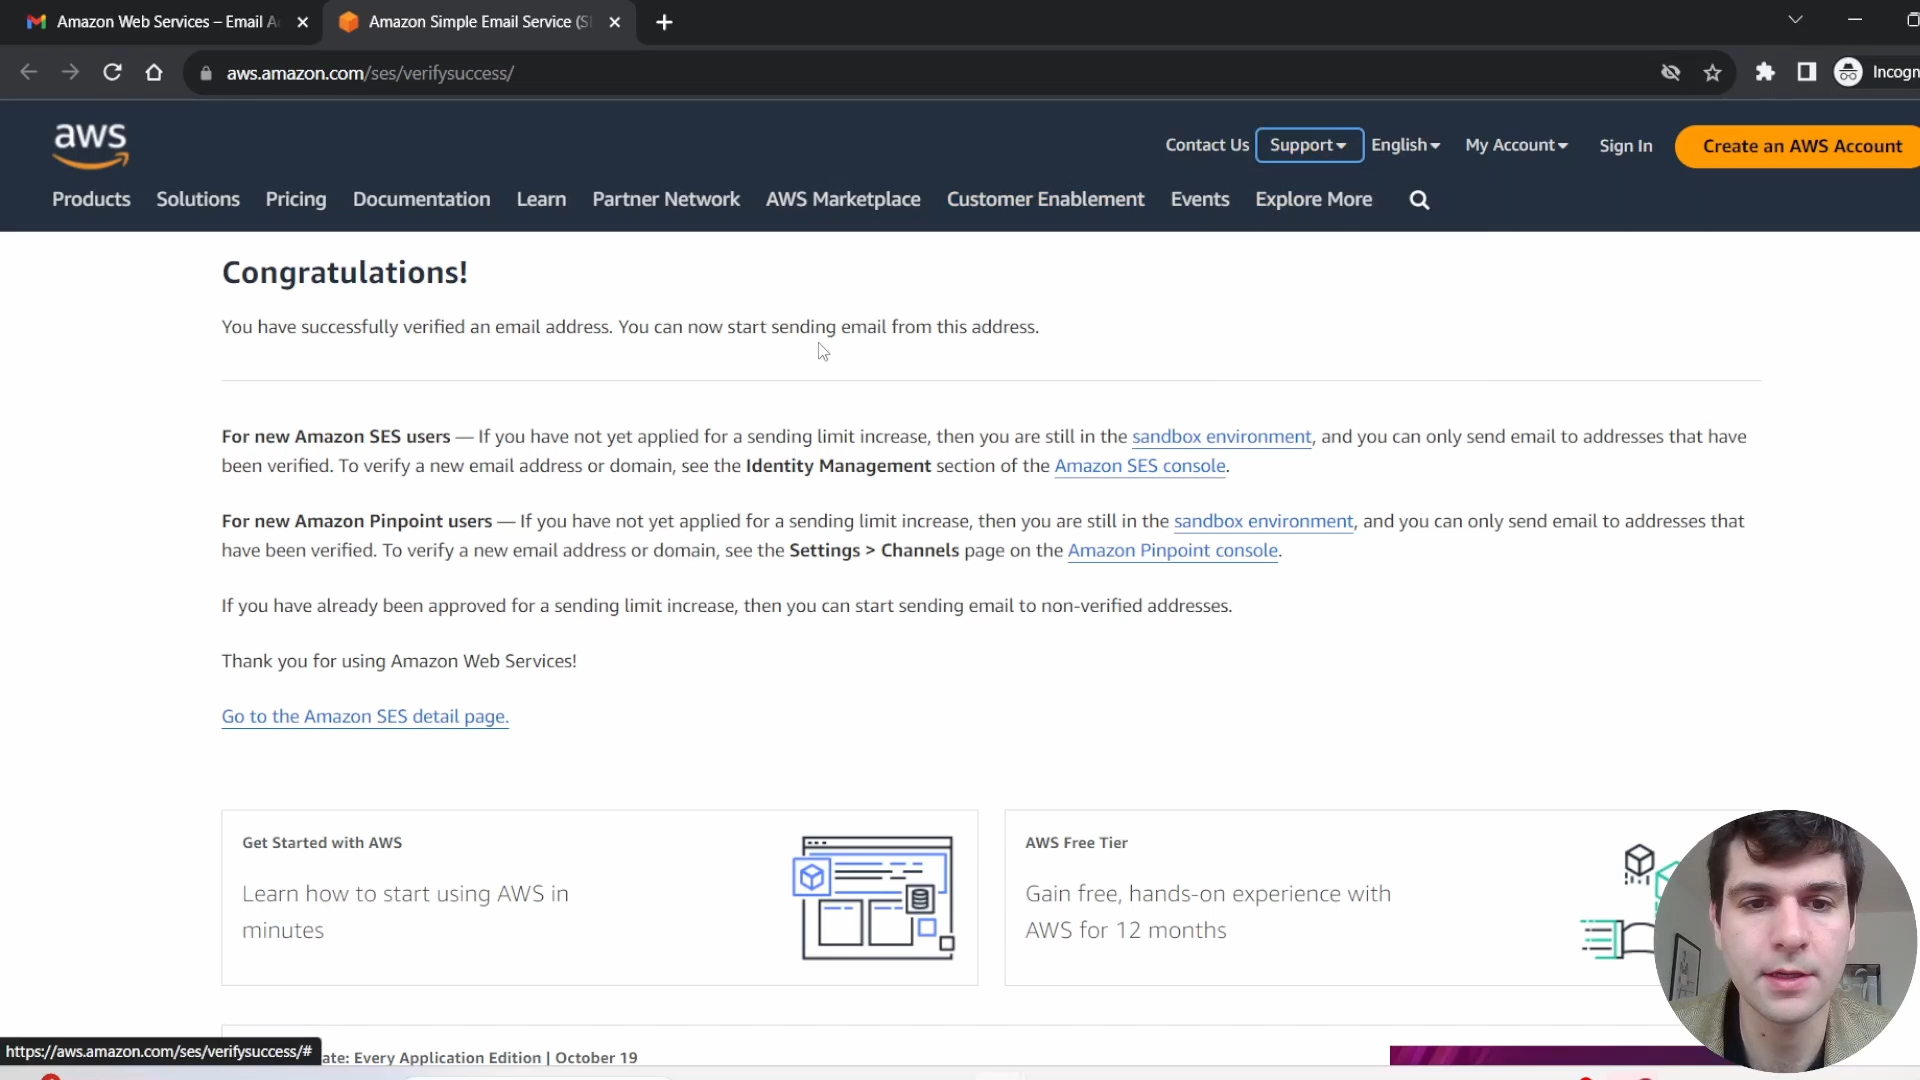 Amazon Web Services – Email A
Amazon Simple Email Service (S
aws.amazon.com/ses/verifysuccess/
Incogn
aws
Contact Us
Support
English
My Account
Sign In
Create an AWS Account
Products
Solutions
Pricing
Documentation
Learn
Partner Network
AWS Marketplace
Customer Enablement
Events
Explore More
Congratulations!
You have successfully verified an email address. You can now start sending email from this address.
For new Amazon SES users — If you have not yet applied for a sending limit increase, then you are still in the sandbox environment, and you can only send email to addresses that have
been verified. To verify a new email address or domain, see the Identity Management section of the Amazon SES console.
For new Amazon Pinpoint users — If you have not yet applied for a sending limit increase, then you are still in the sandbox environment, and you can only send email to addresses that
have been verified. To verify a new email address or domain, see the Settings > Channels page on the Amazon Pinpoint console.
If you have already been approved for a sending limit increase, then you can start sending email to non-verified addresses.
Thank you for using Amazon Web Services!
Go to the Amazon SES detail page.
Get Started with AWS
Learn how to start using AWS in
minutes
AWS Free Tier
Gain free, hands-on experience with
AWS for 12 months
https://aws.amazon.com/ses/verifysuccess/#
ate: Every Application Edition | October 19